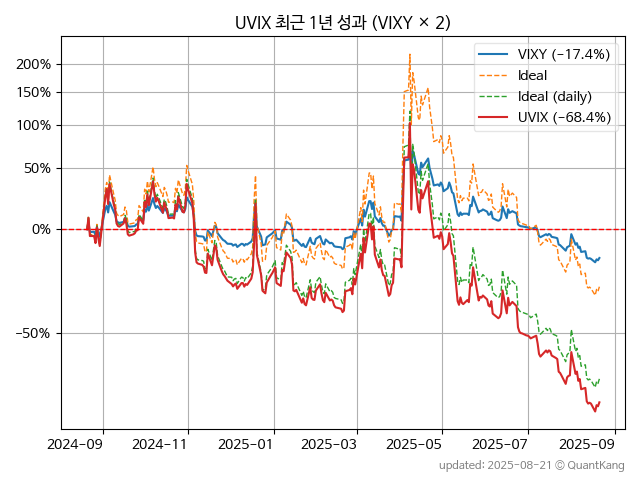 UVIX 최근 1년 성과 (VIXY × 2)
VIXY (−17.4%)
Ideal
Ideal (daily)
UVIX (−68.4%)
200%
150%
100%
50%
0%
−50%
2024−09
2024−11
2025−01
2025−03
2025−05
2025−07
2025−09
updated: 2025−08−21 © QuantKang